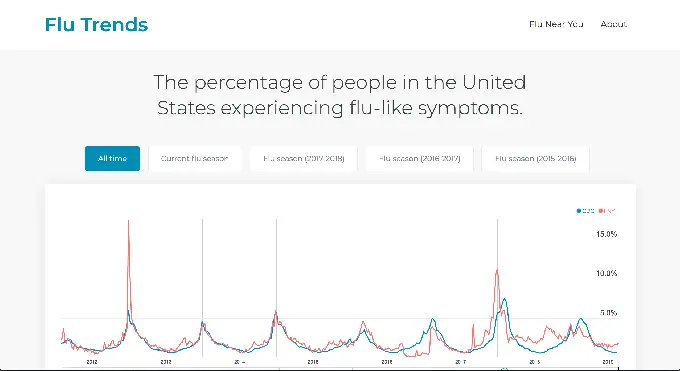 Flu Trends
Flu Near You
About
The percentage of people in the United
States experiencing flu-like symptoms.
All time
Current flu season
Flu season (2017-2018)
Flu season (2016-2017)
Flu season (2015-2016)
CDC
15.0%
10.0%
5.0%
2012
2013
2014
2015
2016
2017
2018
2019